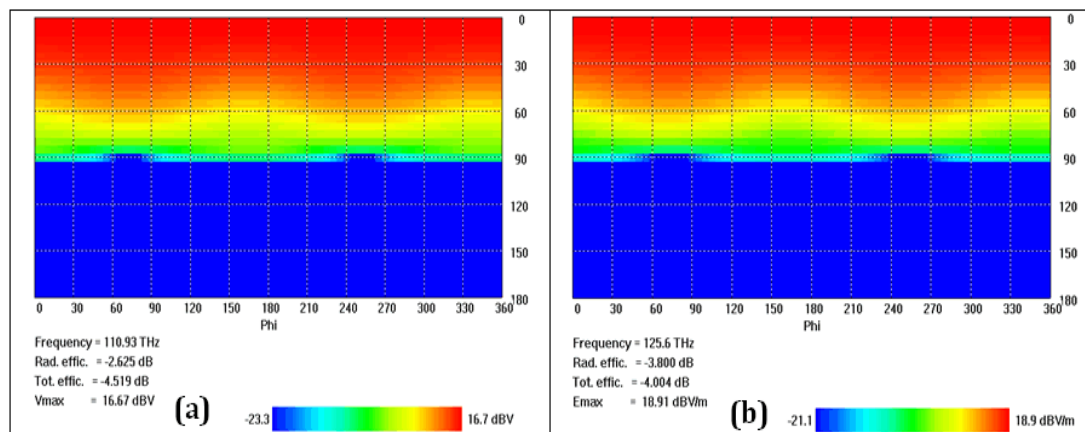 0
30
60
90
120
150
180
0 30 60 90 120 150 180 210 240 270 300 330 360
Phi
Frequency = 110.93 THz
Rad. effic. = -2.625 dB
Tot. effic. = -4.519 dB
Vmax = 16.67 dBV
(a)
-23.3 16.7 dBV
0
30
60
90
120
150
180
0 30 60 90 120 150 180 210 240 270 300 330 360
Phi
Frequency = 125.6 THz
Rad. effic. = -3.800 dB
Tot. effic. = -4.004 dB
Emax = 18.91 dBV/m
(b)
-21.1 18.9 dBV/m